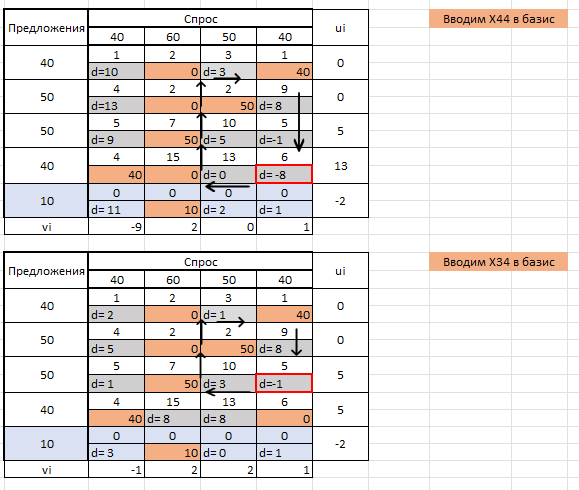 Предложения Спрос ui Вводим X44 в базис
40 60 50 40
40 1 2 3 1 0
d=10 0 d= 3 40
50 4 2 2 9 0
d=13 0 50 d= 8
50 5 7 10 5 5
d= 9 50 d= 5 d=-1
40 4 15 13 6 13
40 0 d= 0 d= -8
10 0 0 0 0 -2
d= 11 10 d= 2 d= 1
vi -9 2 0 1
Предложения Спрос ui Вводим X34 в базис
40 60 50 40
40 1 2 3 1 0
d= 2 0 d= 1 40
50 4 2 2 9 0
d= 5 0 50 d= 8
50 5 7 10 5 5
d= 1 50 d= 3 d=-1
40 4 15 13 6 5
40 d= 8 d= 8 0
10 0 0 0 0 -2
d= 3 10 d= 0 d= 1
vi -1 2 2 1